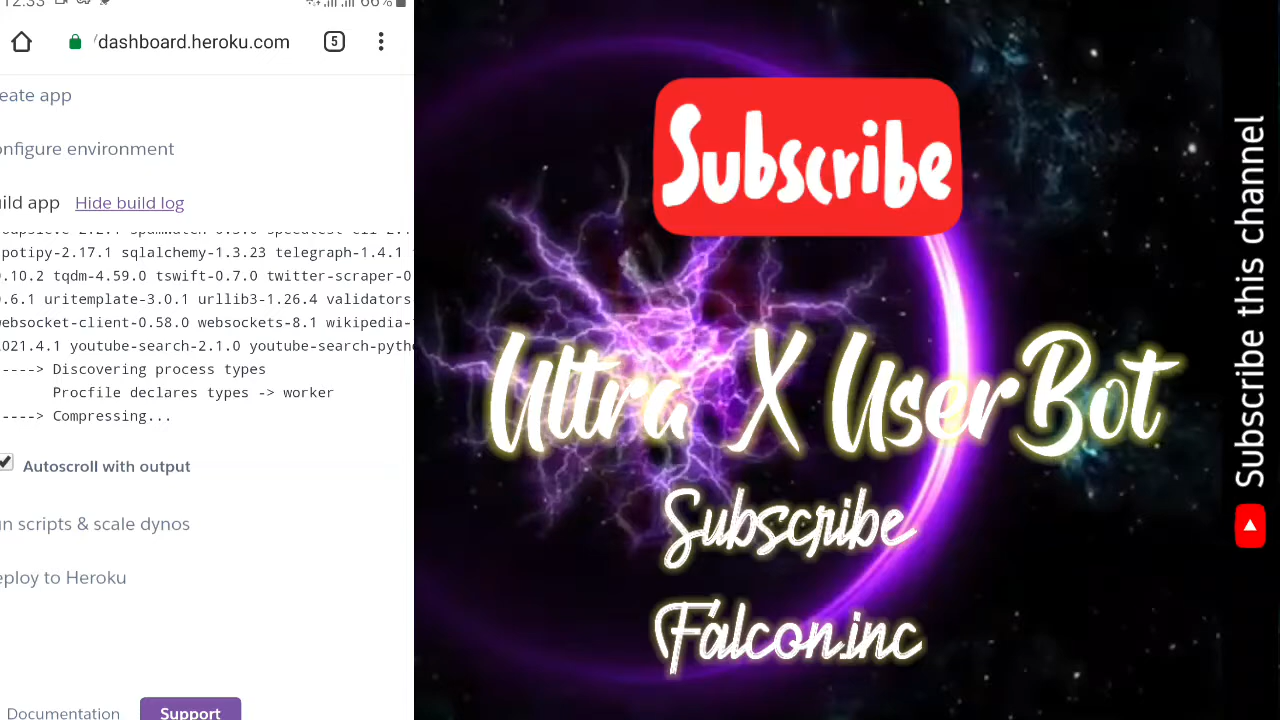 12.33 66%
/dashboard.heroku.com 5
eate app
onfigure environment
ild app Hide build log
potipy-2.17.1 sqlalchemy-1.3.23 telegraph-1.4.1
.10.2 tqdm-4.59.0 tswift-0.7.0 twitter-scraper-0
.6.1 uritemplate-3.0.1 urllib3-1.26.4 validators
websocket-client-0.58.0 websockets-8.1 wikipedia-
021.4.1 youtube-search-2.1.0 youtube-search-pytho
----> Discovering process types
Procfile declares types -> worker
----> Compressing...
Autoscroll with output
n scripts & scale dynos
eploy to Heroku
Documentation Support
Subscribe
Ultra X UserBot
Subscribe
Falcon.inc
Subscribe this channel